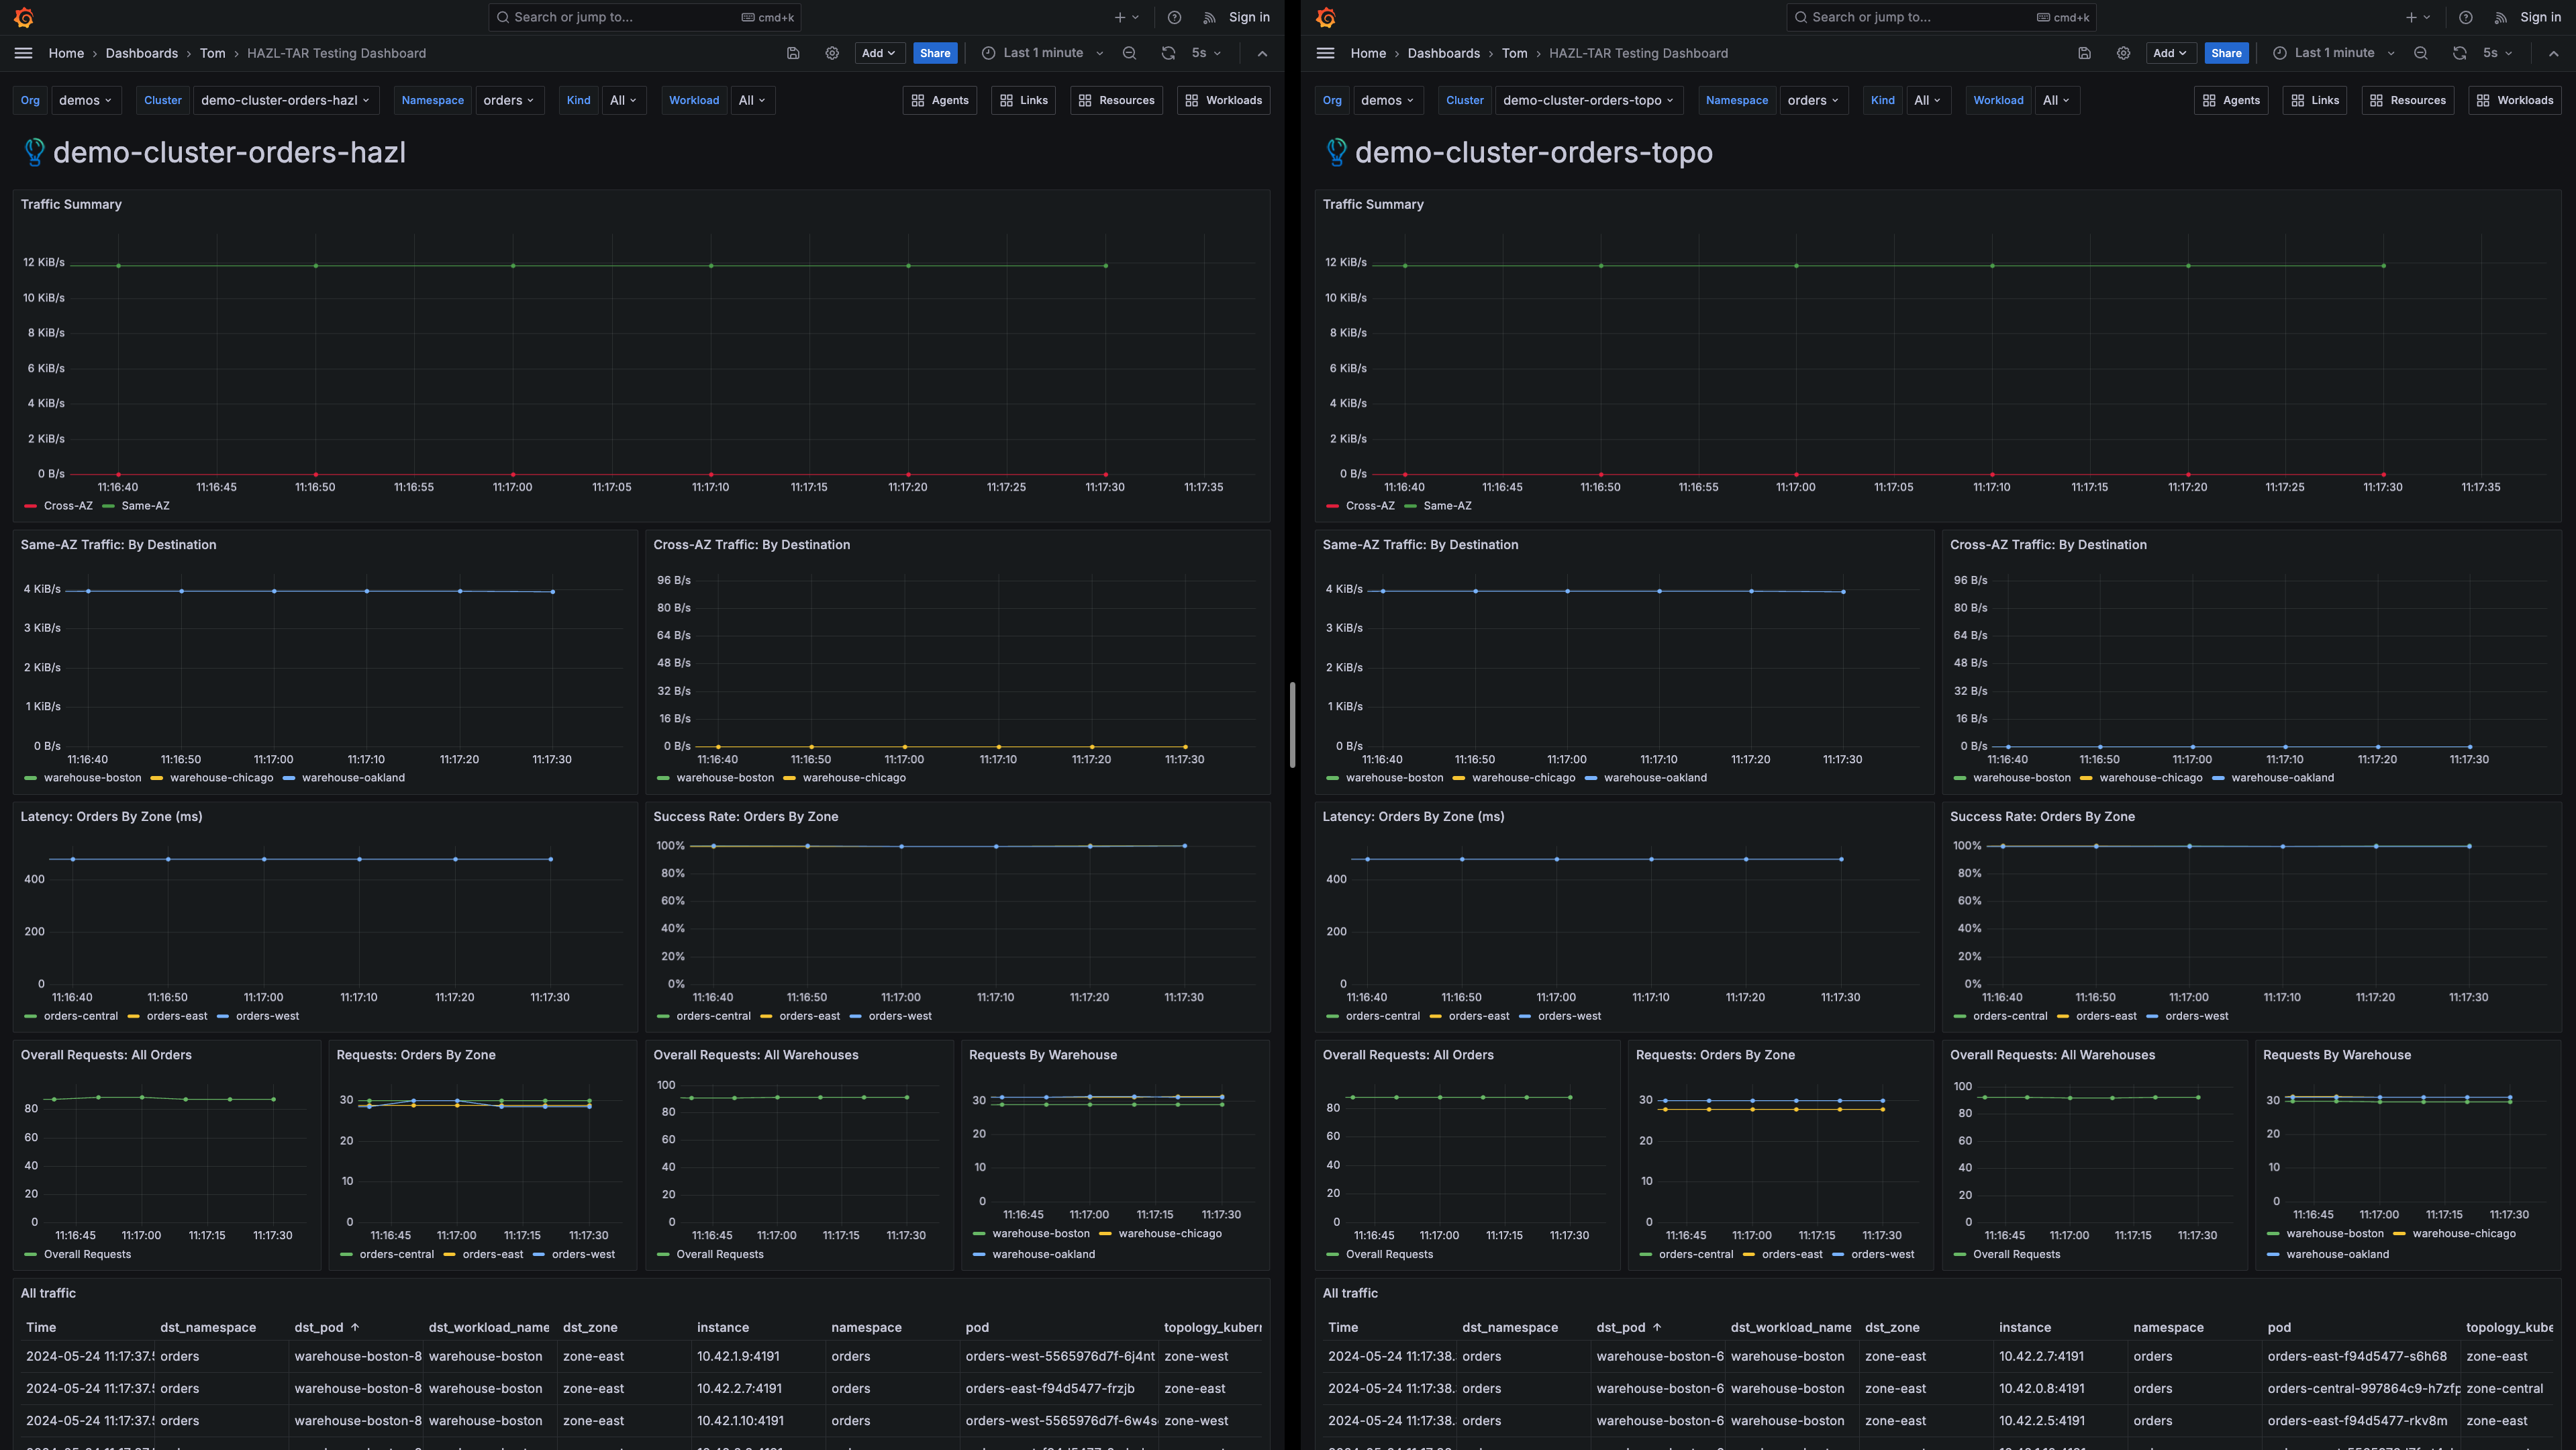 Search or jump to... cmd+k Sign in
Home › Dashboards › Tom › HAZL-TAR Testing Dashboard Add Share Last 1 minute 5s
Org demos Cluster demo-cluster-orders-hazl Namespace orders Kind All Workload All Agents Links Resources Workloads
demo-cluster-orders-hazl
Traffic Summary
12 KiB/s
10 KiB/s
8 KiB/s
6 KiB/s
4 KiB/s
2 KiB/s
0 B/s
11:16:40 11:16:45 11:16:50 11:16:55 11:17:00 11:17:05 11:17:10 11:17:15 11:17:20 11:17:25 11:17:30 11:17:35
Cross-AZ Same-AZ
Same-AZ Traffic: By Destination
4 KiB/s
3 KiB/s
2 KiB/s
1 KiB/s
0 B/s
11:16:40 11:16:50 11:17:00 11:17:10 11:17:20 11:17:30
warehouse-boston warehouse-chicago warehouse-oakland
Cross-AZ Traffic: By Destination
96 B/s
80 B/s
64 B/s
48 B/s
32 B/s
16 B/s
0 B/s
11:16:40 11:16:50 11:17:00 11:17:10 11:17:20 11:17:30
warehouse-boston warehouse-chicago
Latency: Orders By Zone (ms)
400
200
0
11:16:40 11:16:50 11:17:00 11:17:10 11:17:20 11:17:30
orders-central orders-east orders-west
Success Rate: Orders By Zone
100%
80%
60%
40%
20%
0%
11:16:40 11:16:50 11:17:00 11:17:10 11:17:20 11:17:30
orders-central orders-east orders-west
Overall Requests: All Orders
80
60
40
20
0
11:16:45 11:17:00 11:17:15 11:17:30
Overall Requests
Requests: Orders By Zone
30
20
10
0
11:16:45 11:17:00 11:17:15 11:17:30
orders-central orders-east orders-west
Overall Requests: All Warehouses
100
80
60
40
20
0
11:16:45 11:17:00 11:17:15 11:17:30
Overall Requests
Requests By Warehouse
30
20
10
0
11:16:45 11:17:00 11:17:15 11:17:30
warehouse-boston warehouse-chicago
warehouse-oakland
All traffic
Time dst_namespace dst_pod ↑ dst_workload_name dst_zone instance namespace pod topology_kuber
2024-05-24 11:17:37. orders warehouse-boston-8 warehouse-boston zone-east 10.42.1.9:4191 orders orders-west-5565976d7f-6j4nt zone-west
2024-05-24 11:17:37. orders warehouse-boston-8 warehouse-boston zone-east 10.42.2.7:4191 orders orders-east-f94d5477-frzjb zone-east
2024-05-24 11:17:37. orders warehouse-boston-8 warehouse-boston zone-east 10.42.1.10:4191 orders orders-west-5565976d7f-6w4s zone-west
Search or jump to... cmd+k Sign in
Home › Dashboards › Tom › HAZL-TAR Testing Dashboard Add Share Last 1 minute 5s
Org demos Cluster demo-cluster-orders-topo Namespace orders Kind All Workload All Agents Links Resources Workloads
demo-cluster-orders-topo
Traffic Summary
12 KiB/s
10 KiB/s
8 KiB/s
6 KiB/s
4 KiB/s
2 KiB/s
0 B/s
11:16:40 11:16:45 11:16:50 11:16:55 11:17:00 11:17:05 11:17:10 11:17:15 11:17:20 11:17:25 11:17:30 11:17:35
Cross-AZ Same-AZ
Same-AZ Traffic: By Destination
4 KiB/s
3 KiB/s
2 KiB/s
1 KiB/s
0 B/s
11:16:40 11:16:50 11:17:00 11:17:10 11:17:20 11:17:30
warehouse-boston warehouse-chicago warehouse-oakland
Cross-AZ Traffic: By Destination
96 B/s
80 B/s
64 B/s
48 B/s
32 B/s
16 B/s
0 B/s
11:16:40 11:16:50 11:17:00 11:17:10 11:17:20 11:17:30
warehouse-boston warehouse-chicago warehouse-oakland
Latency: Orders By Zone (ms)
400
200
0
11:16:40 11:16:50 11:17:00 11:17:10 11:17:20 11:17:30
orders-central orders-east orders-west
Success Rate: Orders By Zone
100%
80%
60%
40%
20%
0%
11:16:40 11:16:50 11:17:00 11:17:10 11:17:20 11:17:30
orders-central orders-east orders-west
Overall Requests: All Orders
80
60
40
20
0
11:16:45 11:17:00 11:17:15 11:17:30
Overall Requests
Requests: Orders By Zone
30
20
10
0
11:16:45 11:17:00 11:17:15 11:17:30
orders-central orders-east orders-west
Overall Requests: All Warehouses
100
80
60
40
20
0
11:16:45 11:17:00 11:17:15 11:17:30
Overall Requests
Requests By Warehouse
30
20
10
0
11:16:45 11:17:00 11:17:15 11:17:30
warehouse-boston warehouse-chicago
warehouse-oakland
All traffic
Time dst_namespace dst_pod ↑ dst_workload_name dst_zone instance namespace pod topology_kube
2024-05-24 11:17:38. orders warehouse-boston-6 warehouse-boston zone-east 10.42.2.7:4191 orders orders-east-f94d5477-s6h68 zone-east
2024-05-24 11:17:38. orders warehouse-boston-6 warehouse-boston zone-east 10.42.0.8:4191 orders orders-central-997864c9-h7zfp zone-central
2024-05-24 11:17:38. orders warehouse-boston-6 warehouse-boston zone-east 10.42.2.5:4191 orders orders-east-f94d5477-rkv8m zone-east